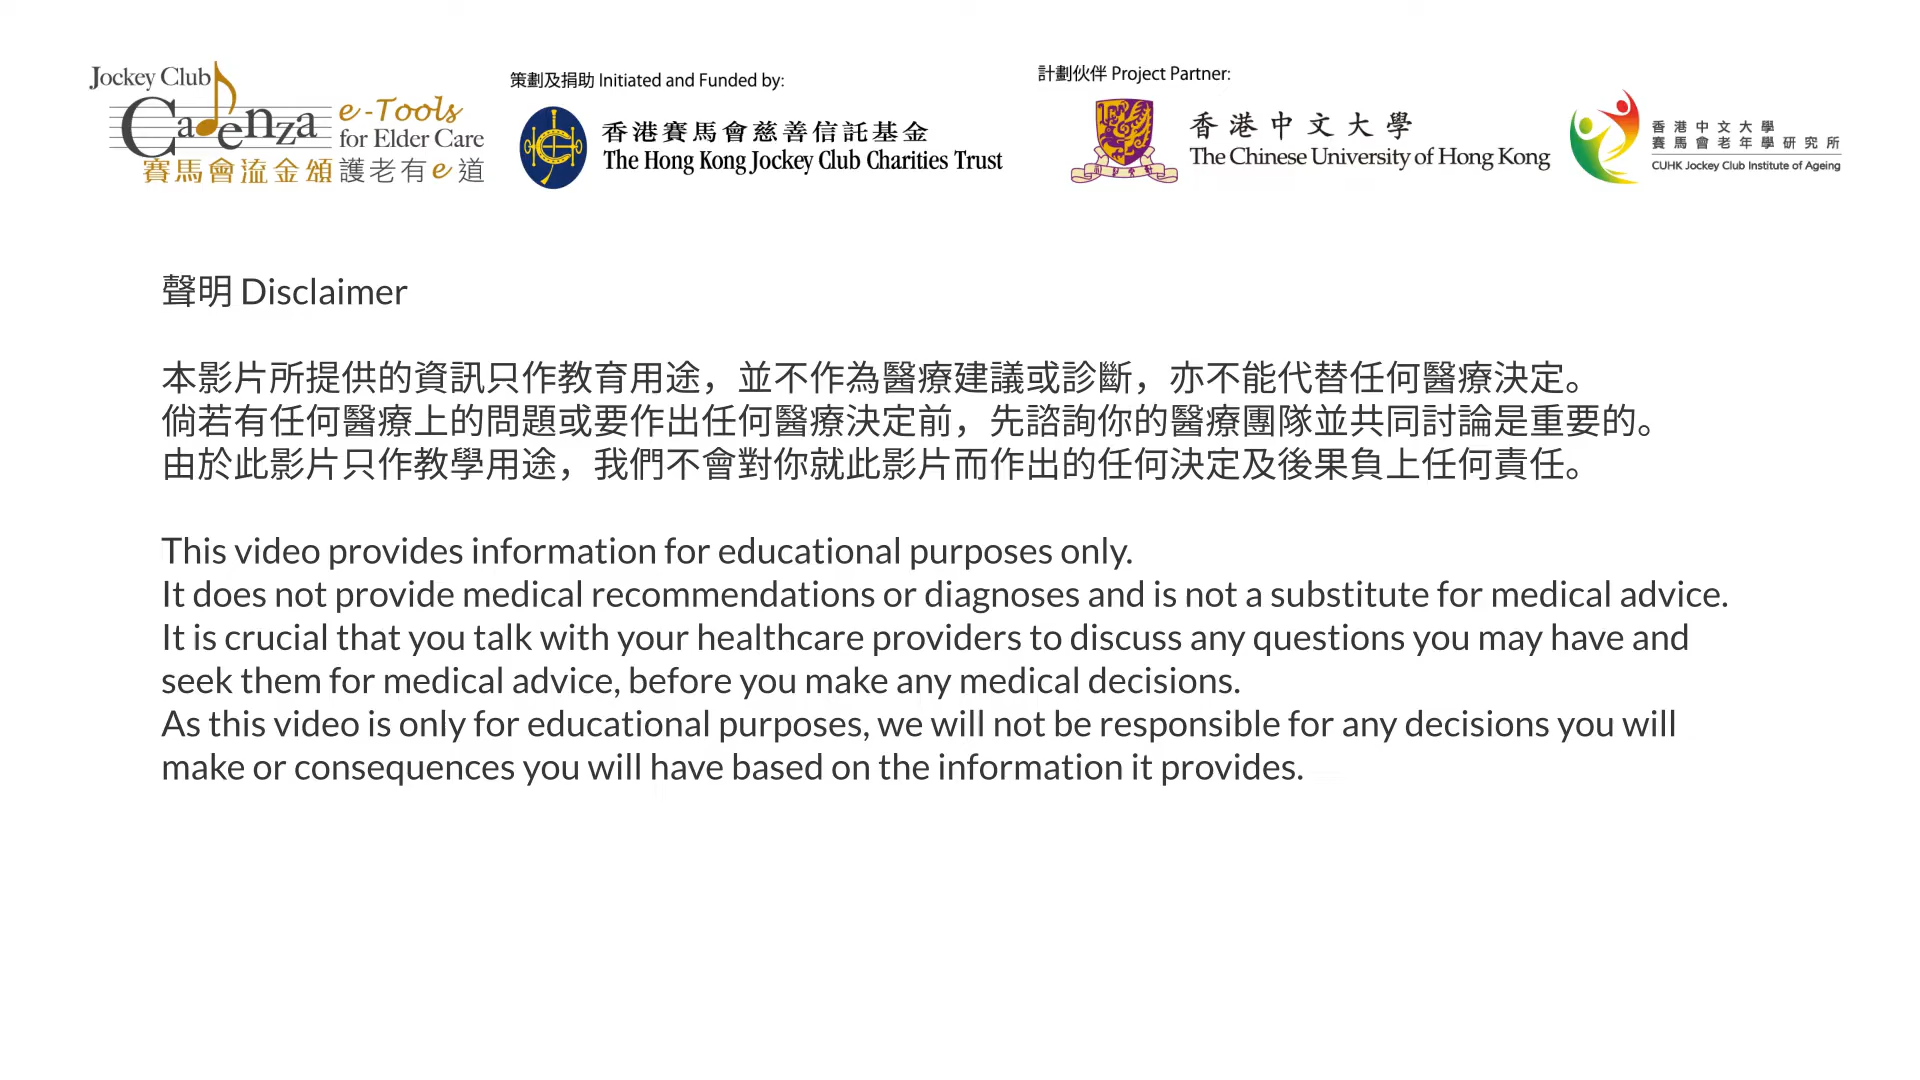 Jockey Club
Cadenza
e-Tools
for Elder Care
賽馬會流金頌
護老有e道
策劃及捐助 Initiated and Funded by:
香港賽馬會慈善信託基金
The Hong Kong Jockey Club Charities Trust
計劃伙伴 Project Partner:
香港中文大學
The Chinese University of Hong Kong
香港中文大學
賽馬會老年學研究所
CUHK Jockey Club Institute of Ageing
聲明 Disclaimer
本影片所提供的資訊只作教育用途，並不作為醫療建議或診斷，亦不能代替任何醫療決定。
倘若有任何醫療上的問題或要作出任何醫療決定前，先諮詢你的醫療團隊並共同討論是重要的。
由於此影片只作教學用途，我們不會對你就此影片而作出的任何決定及後果負上任何責任。
This video provides information for educational purposes only.
It does not provide medical recommendations or diagnoses and is not a substitute for medical advice.
It is crucial that you talk with your healthcare providers to discuss any questions you may have and
seek them for medical advice, before you make any medical decisions.
As this video is only for educational purposes, we will not be responsible for any decisions you will
make or consequences you will have based on the information it provides.